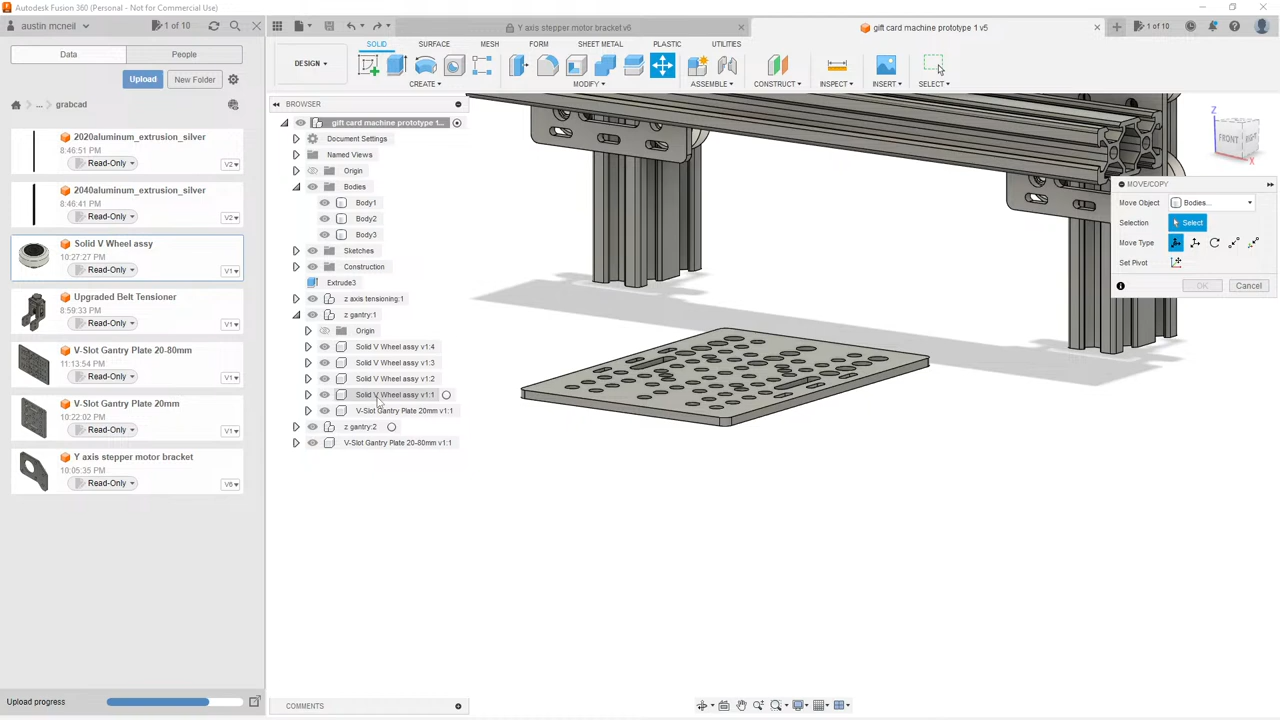 Autodesk Fusion 360 (Personal - Not for Commercial Use)
austin mcneil
1 of 10
Y axis stepper motor bracket v6
gift card machine prototype 1 v5
1 of 10
Data
People
Upload
New Folder
... grabcad
2020aluminum_extrusion_silver
8:46:51 PM
Read-Only
V2
2040aluminum_extrusion_silver
8:46:41 PM
Read-Only
V2
Solid V Wheel assy
10:27:27 PM
Read-Only
V1
Upgraded Belt Tensioner
8:59:33 PM
Read-Only
V1
V-Slot Gantry Plate 20-80mm
11:13:54 PM
Read-Only
V1
V-Slot Gantry Plate 20mm
10:22:02 PM
Read-Only
V1
Y axis stepper motor bracket
10:05:35 PM
Read-Only
V6
Upload progress
DESIGN
SOLID
SURFACE
MESH
FORM
SHEET METAL
PLASTIC
UTILITIES
CREATE
MODIFY
ASSEMBLE
CONSTRUCT
INSPECT
INSERT
SELECT
BROWSER
gift card machine prototype 1...
Document Settings
Named Views
Origin
Bodies
Body1
Body2
Body3
Sketches
Construction
Extrude3
z axis tensioning:1
z gantry:1
Origin
Solid V Wheel assy v1:4
Solid V Wheel assy v1:3
Solid V Wheel assy v1:2
Solid V Wheel assy v1:1
V-Slot Gantry Plate 20mm v1:1
z gantry:2
V-Slot Gantry Plate 20-80mm v1:1
Z
FRONT
X
MOVE/COPY
Move Object
Bodies...
Selection
Select
Move Type
Set Pivot
OK
Cancel
COMMENTS